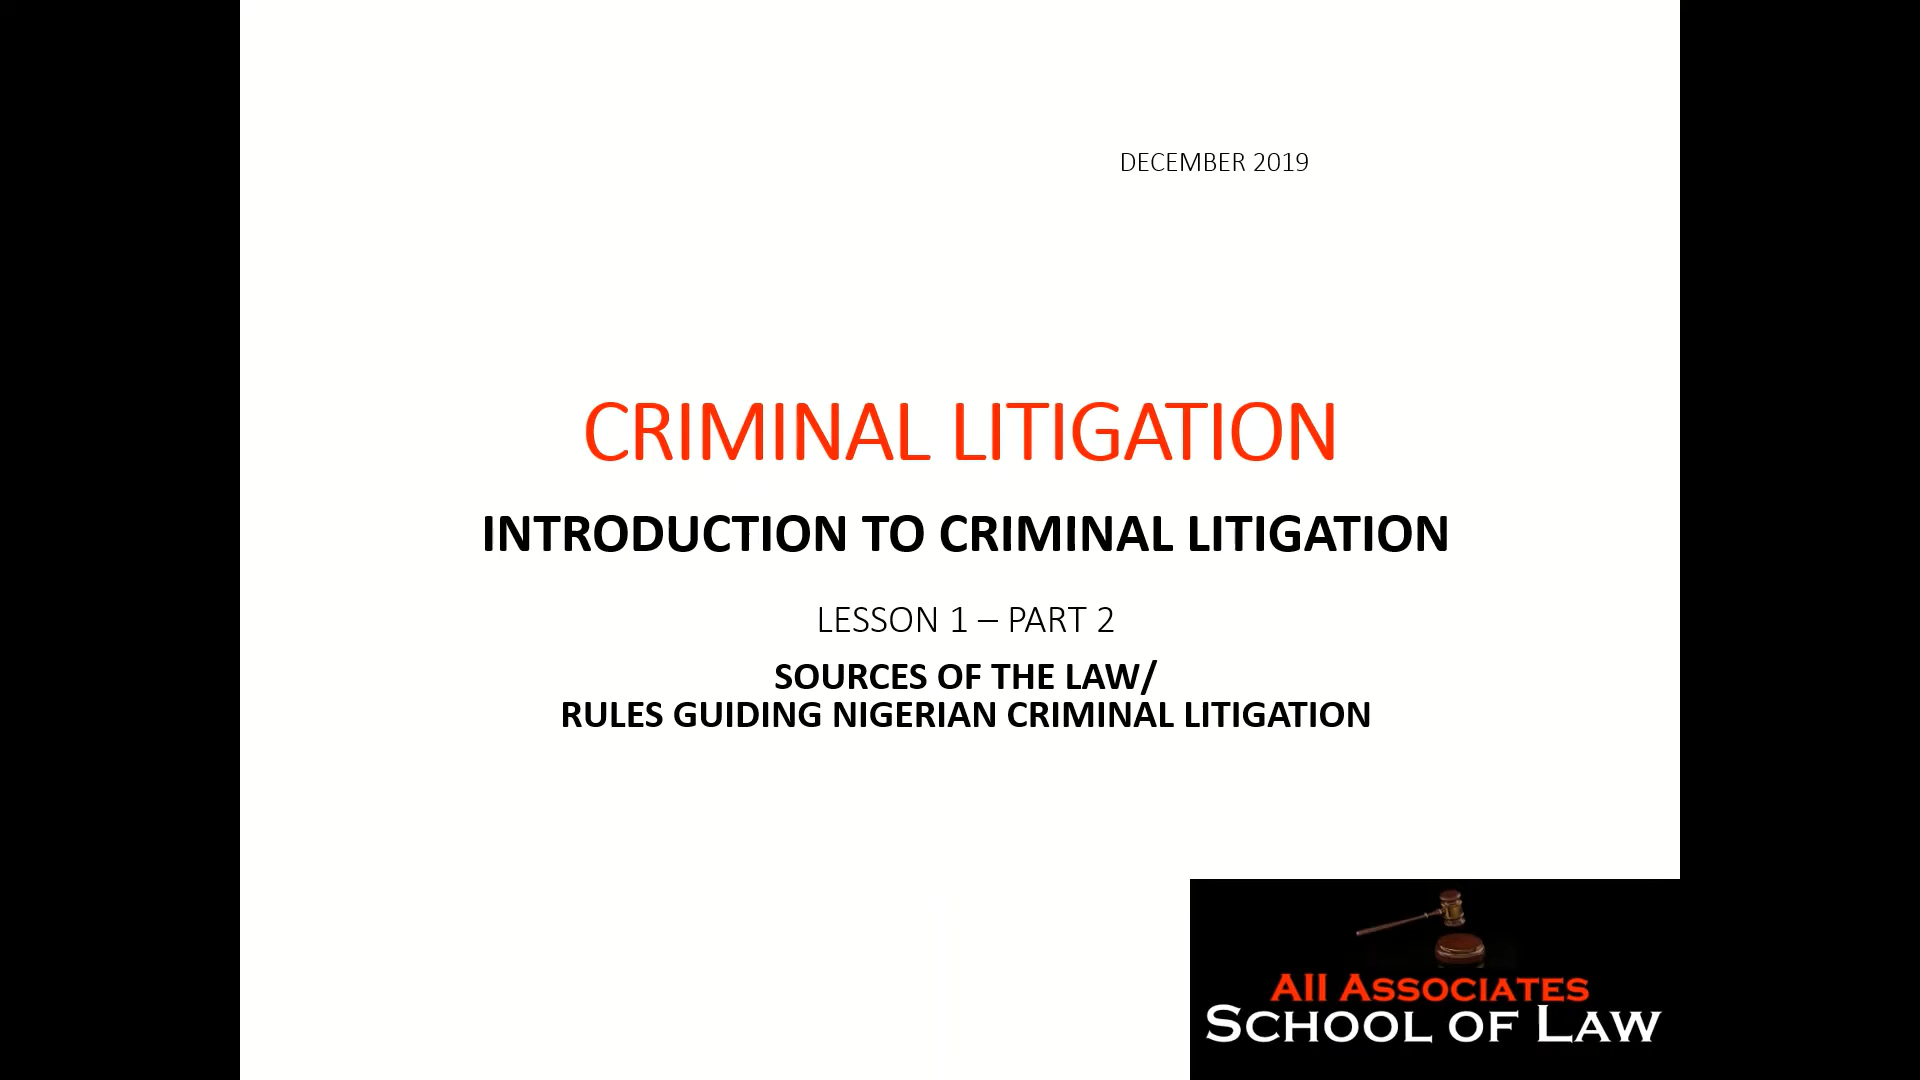 DECEMBER 2019
CRIMINAL LITIGATION
INTRODUCTION TO CRIMINAL LITIGATION
LESSON 1 – PART 2
SOURCES OF THE LAW/
RULES GUIDING NIGERIAN CRIMINAL LITIGATION
All ASSOCIATES
SCHOOL OF LAW